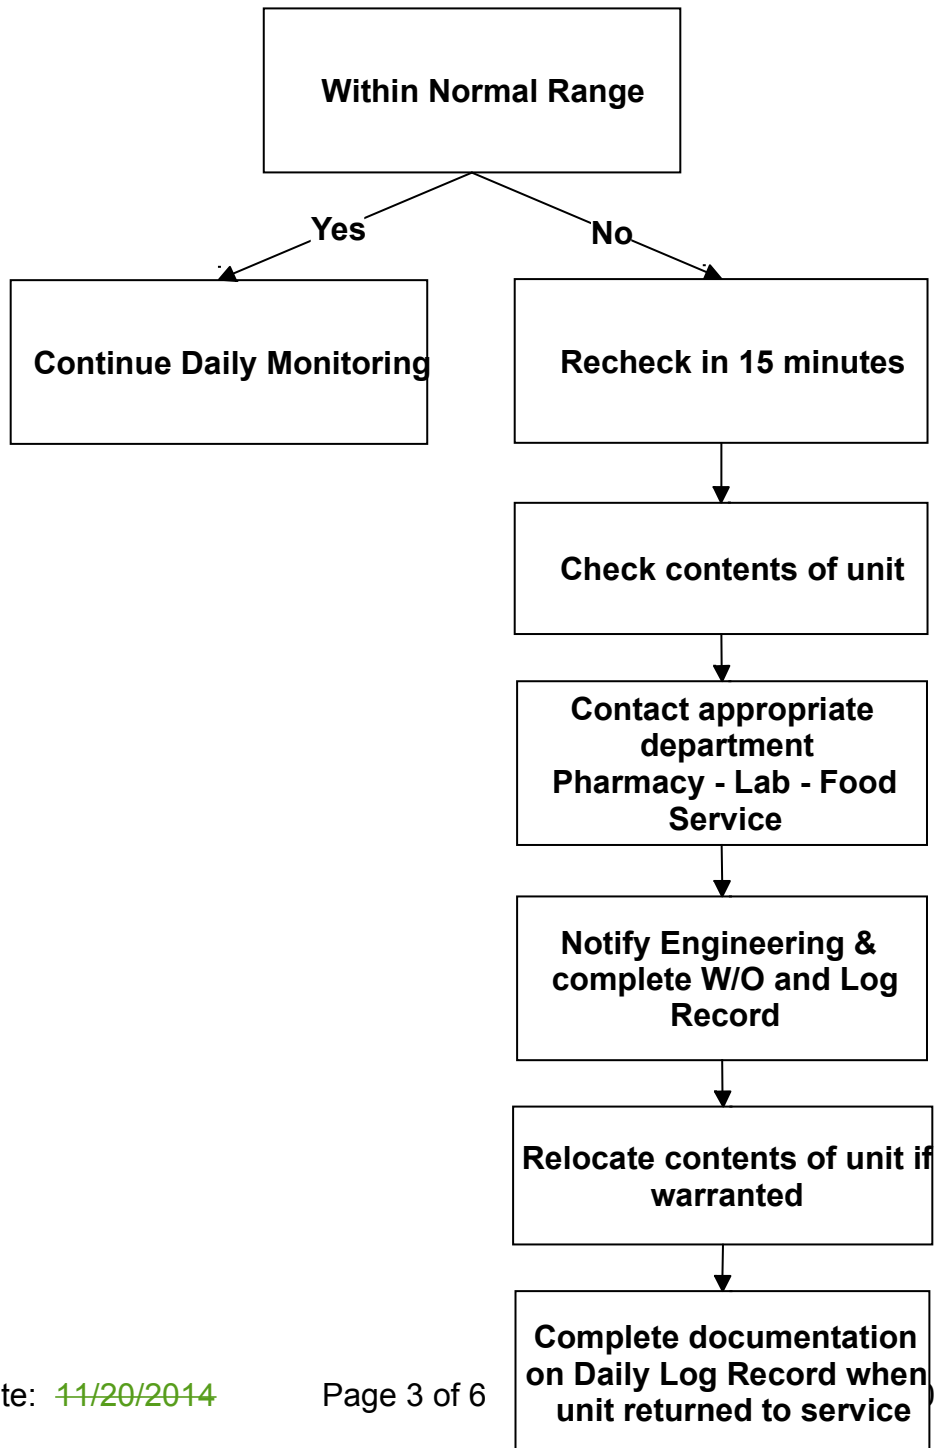 Within Normal Range
Yes
No
Continue Daily Monitoring
Recheck in 15 minutes
Check contents of unit
Contact appropriate
department
Pharmacy - Lab - Food
Service
Notify Engineering &
complete W/O and Log
Record
Relocate contents of unit if
warranted
Complete documentation
on Daily Log Record when
unit returned to service
te: 11/20/2014 Page 3 of 6